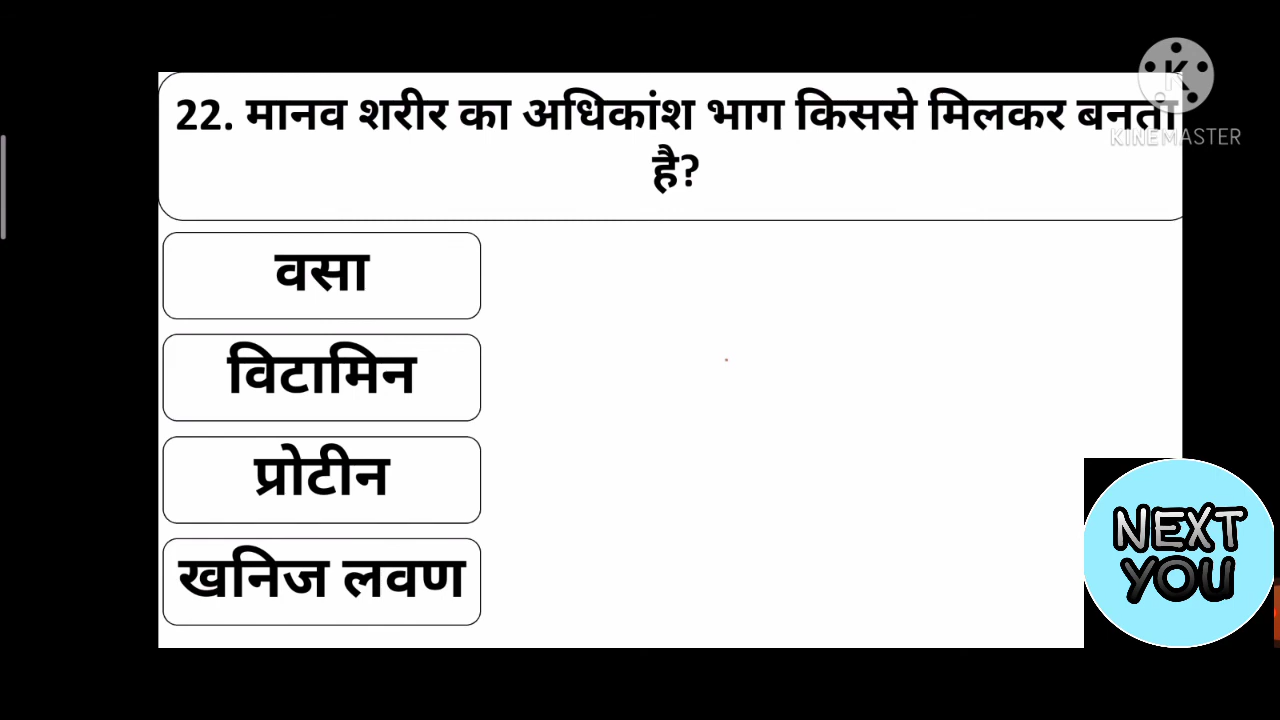 22. मानव शरीर का अधिकांश भाग किससे मिलकर बनता
है?
वसा
विटामिन
प्रोटीन
खनिज लवण
K
KINEMASTER
NEXT
YOU